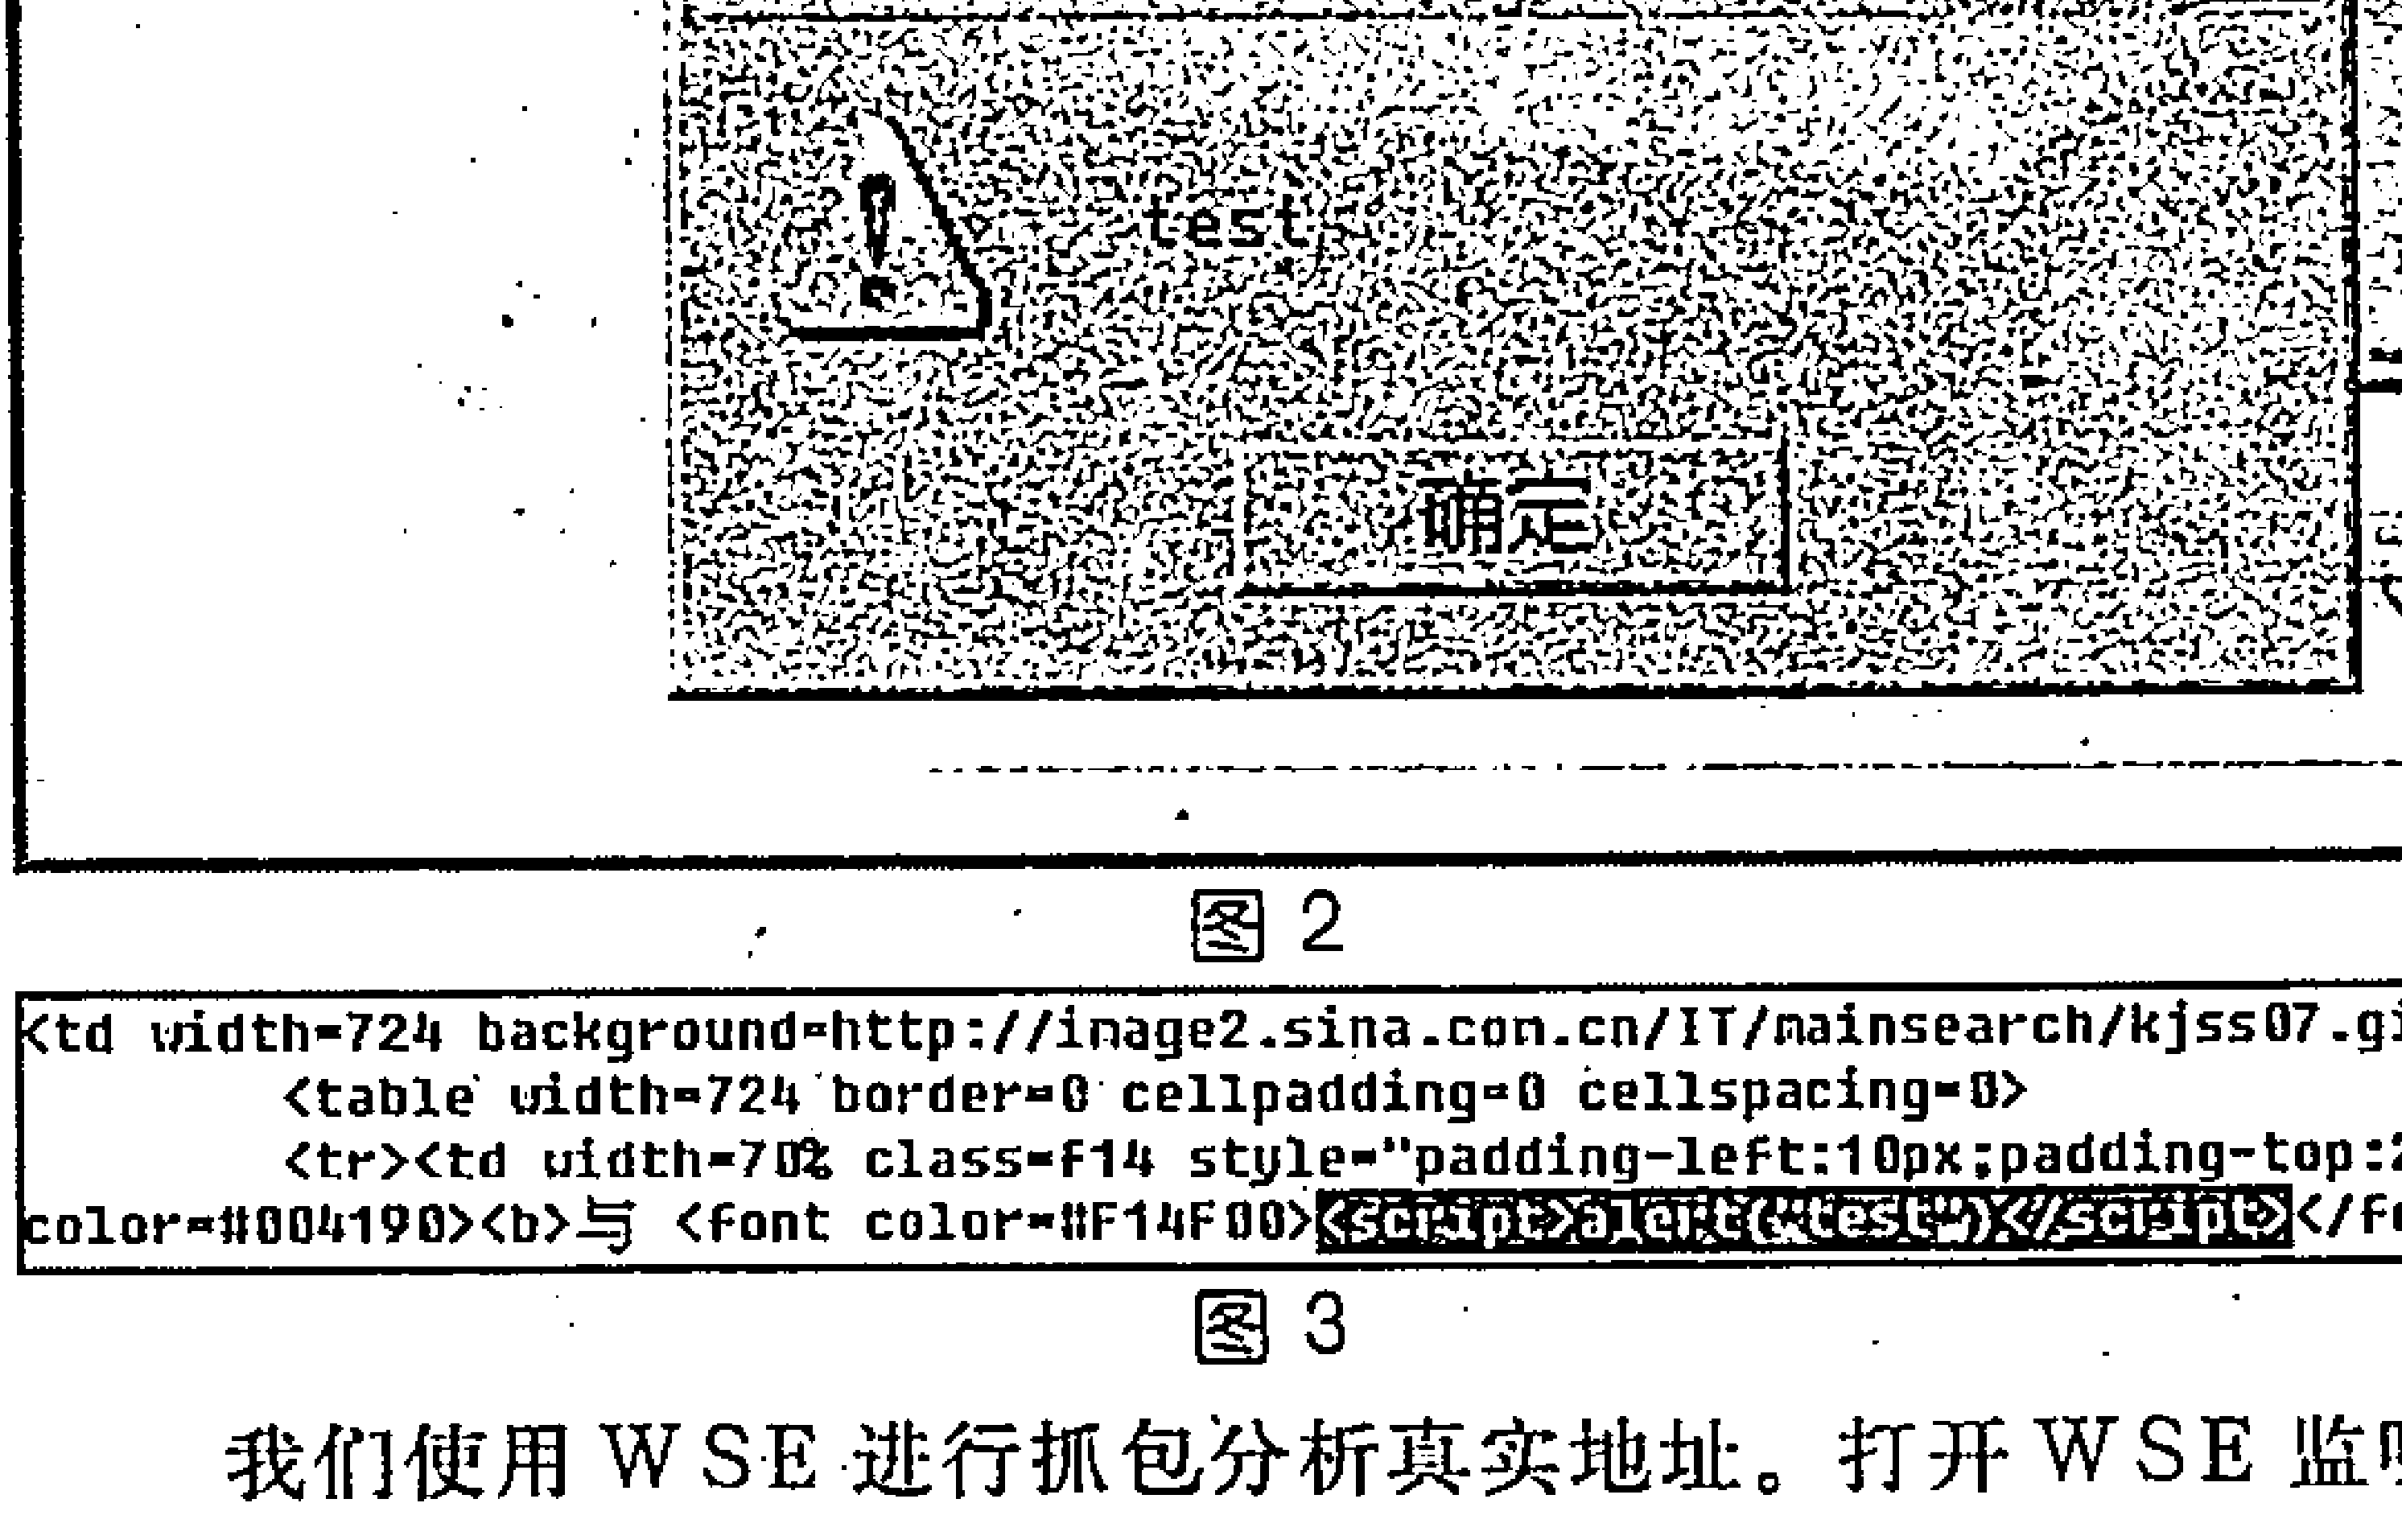 test
确定
图 2
<td width=724 background=http://image2.sina.com.cn/IT/mainsearch/kjss07.gi
<table width=724 border=0 cellpadding=0 cellspacing=0>
<tr><td width=70% class=f14 style="padding-left:10px;padding-top:2
color=#004190><b>与 <font color=#F14F00><script>alert("test")</script></fo
图 3
我们使用 WSE 进行抓包分析真实地址。打开 WSE 监